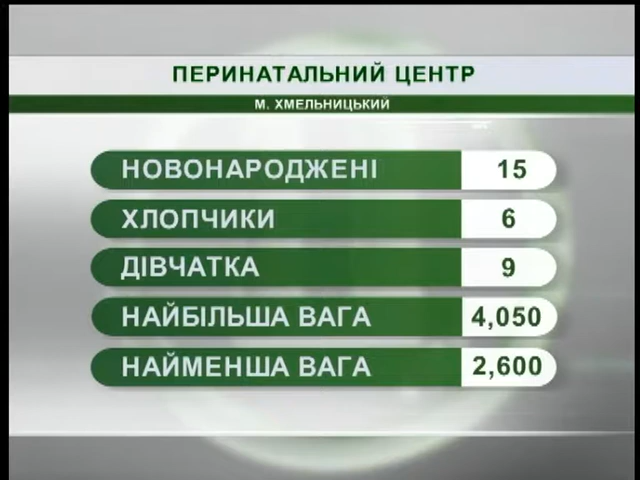 ПЕРИНАТАЛЬНИЙ ЦЕНТР
М. ХМЕЛЬНИЦЬКИЙ
НОВОНАРОДЖЕНІ 15
ХЛОПЧИКИ 6
ДІВЧАТКА 9
НАЙБІЛЬША ВАГА 4,050
НАЙМЕНША ВАГА 2,600